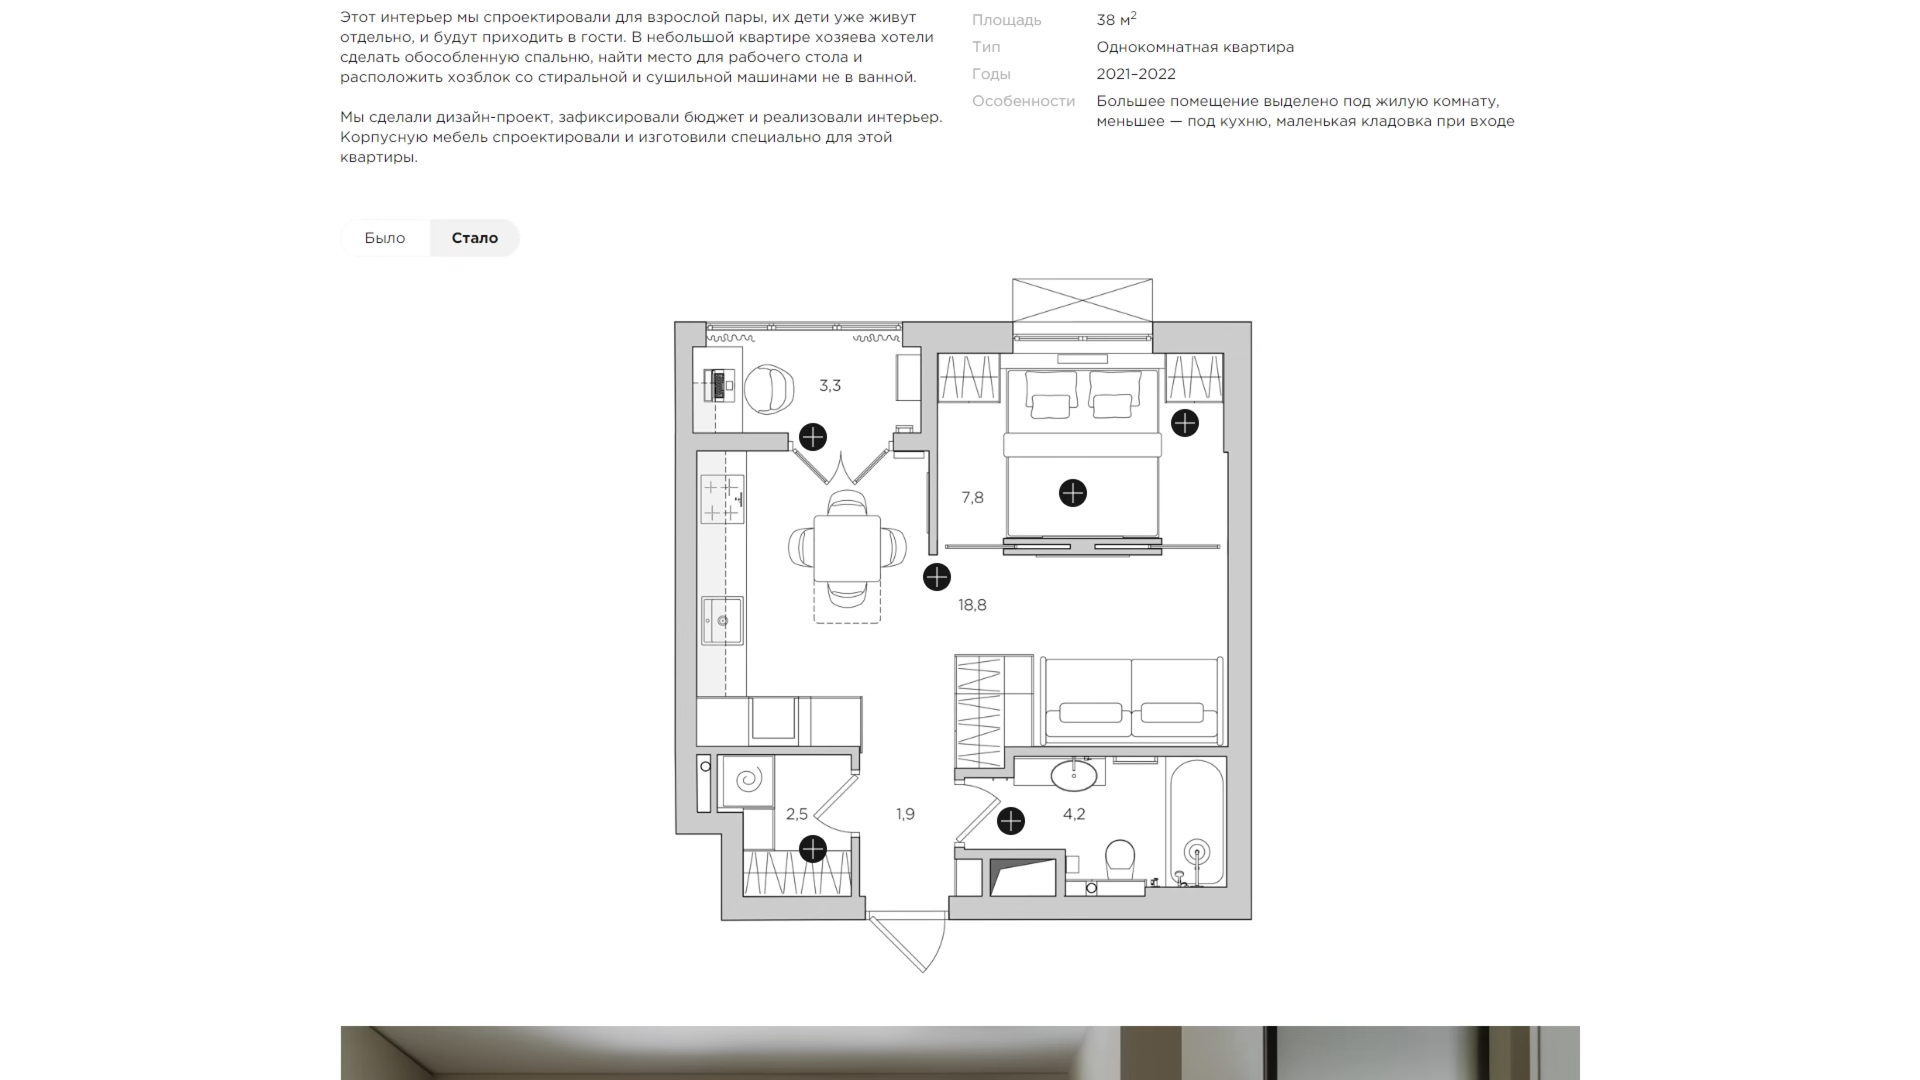 Этот интерьер мы спроектировали для взрослой пары, их дети уже живут
отдельно, и будут приходить в гости. В небольшой квартире хозяева хотели
сделать обособленную спальню, найти место для рабочего стола и
расположить хозблок со стиральной и сушильной машинами не в ванной.
Мы сделали дизайн-проект, зафиксировали бюджет и реализовали интерьер.
Корпусную мебель спроектировали и изготовили специально для этой
квартиры.
Площадь 38 м²
Тип Однокомнатная квартира
Годы 2021–2022
Особенности Большее помещение выделено под жилую комнату,
меньшее — под кухню, маленькая кладовка при входе
Было Стало
3,3
7,8
18,8
2,5 1,9 4,2